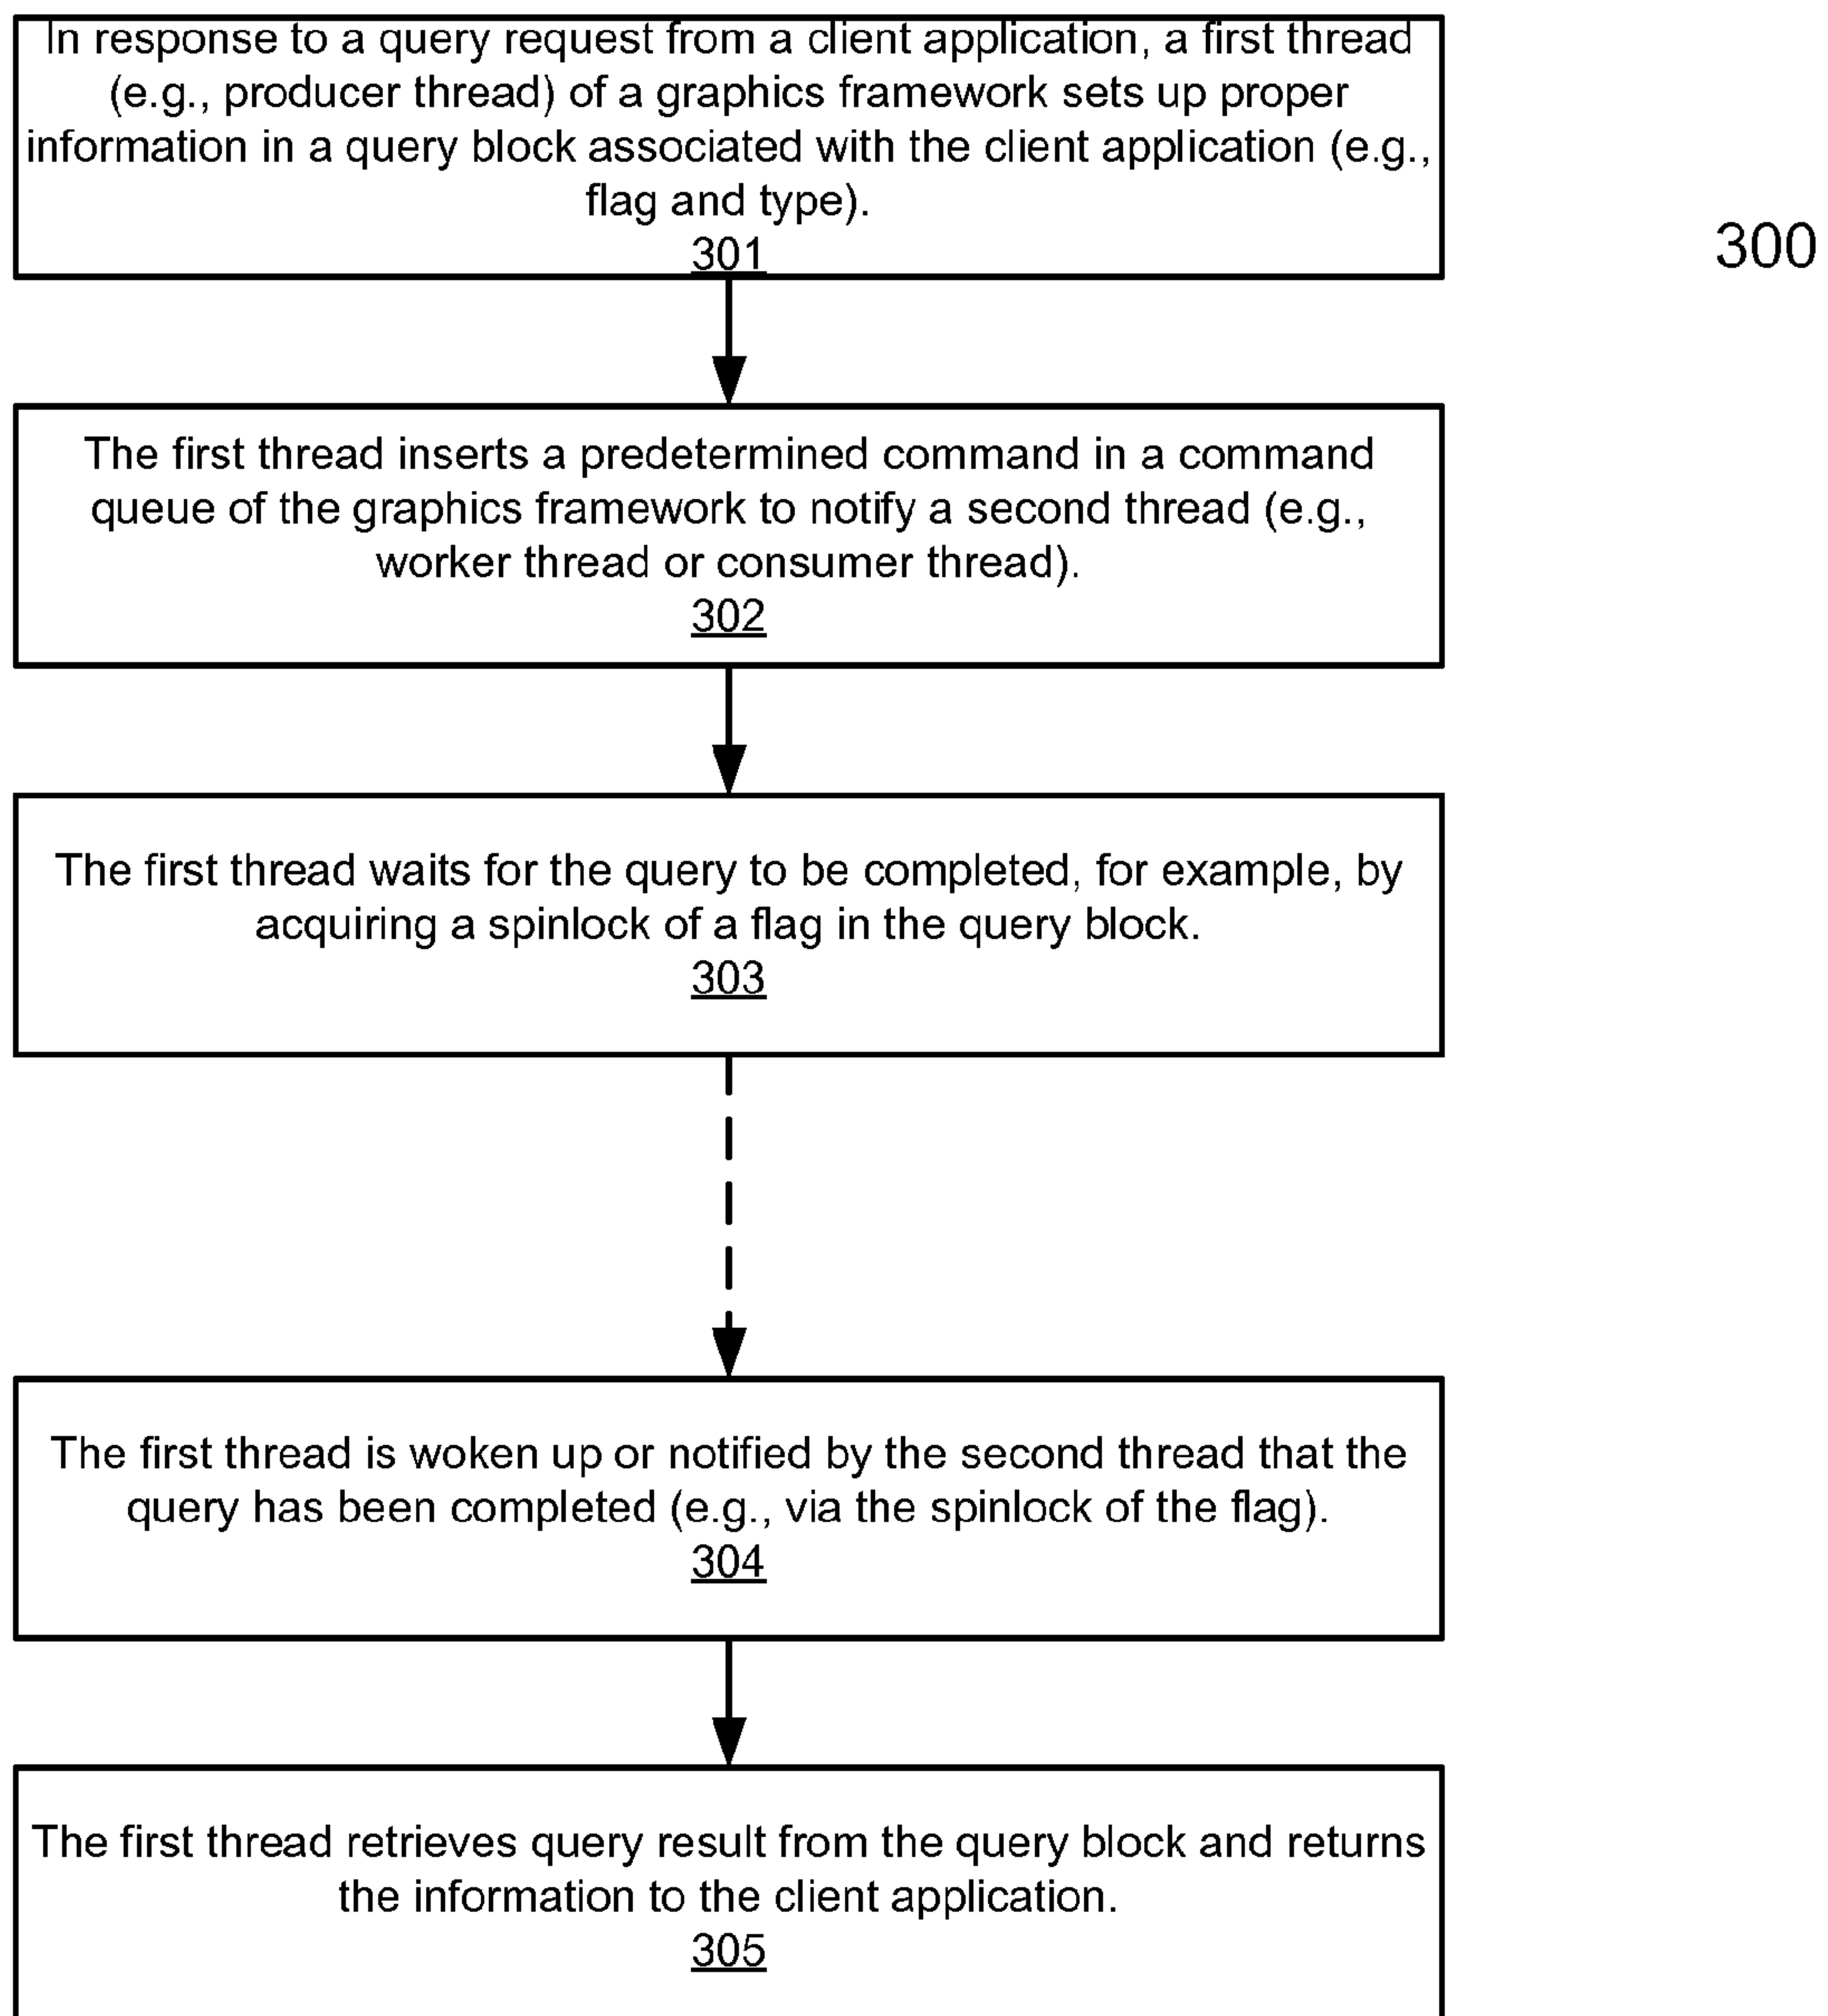 In response to a query request from a client application, a first thread
(e.g., producer thread) of a graphics framework sets up proper
information in a query block associated with the client application (e.g.,
flag and type).
301
300
The first thread inserts a predetermined command in a command
queue of the graphics framework to notify a second thread (e.g.,
worker thread or consumer thread).
302
The first thread waits for the query to be completed, for example, by
acquiring a spinlock of a flag in the query block.
303
The first thread is woken up or notified by the second thread that the
query has been completed (e.g., via the spinlock of the flag).
304
The first thread retrieves query result from the query block and returns
the information to the client application.
305